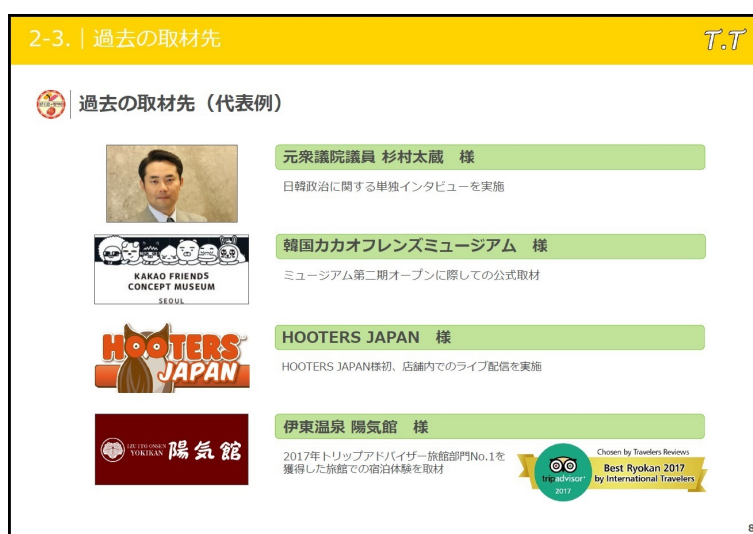 2-3.｜過去の取材先
T.T
過去の取材先（代表例）
元衆議院議員 杉村太蔵　様
日韓政治に関する単独インタビューを実施
KAKAO FRIENDS
CONCEPT MUSEUM
SEOUL
韓国カカオフレンズミュージアム　様
ミュージアム第二期オープンに際しての公式取材
HOOTERS
JAPAN
HOOTERS JAPAN　様
HOOTERS JAPAN様初、店舗内でのライブ配信を実施
IZU ITO ONSEN
YOKIKAN
陽気館
伊東温泉 陽気館　様
2017年トリップアドバイザー旅館部門No.1を
獲得した旅館での宿泊体験を取材
tripadvisor
2017
Chosen by Travelers Reviews
Best Ryokan 2017
by International Travelers
8